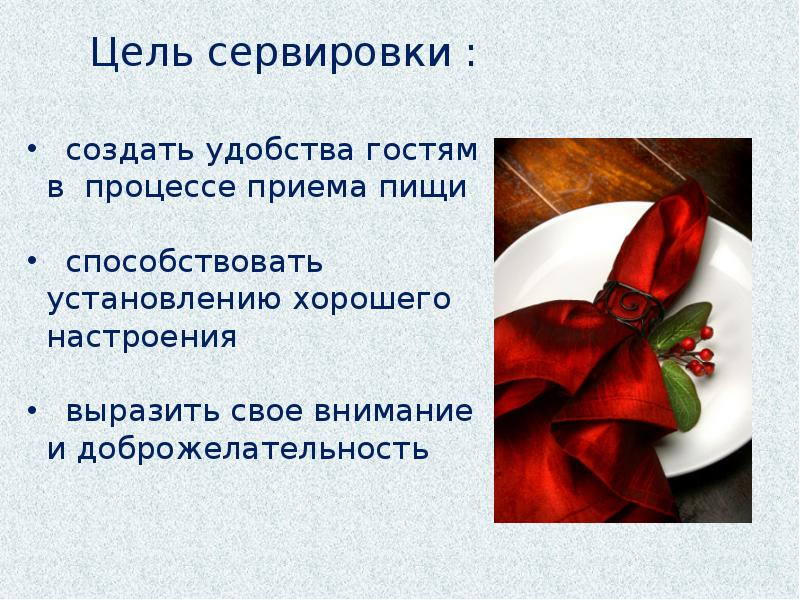 Цель сервировки :
• создать удобства гостям
в процессе приема пищи
• способствовать
установлению хорошего
настроения
• выразить свое внимание
и доброжелательность